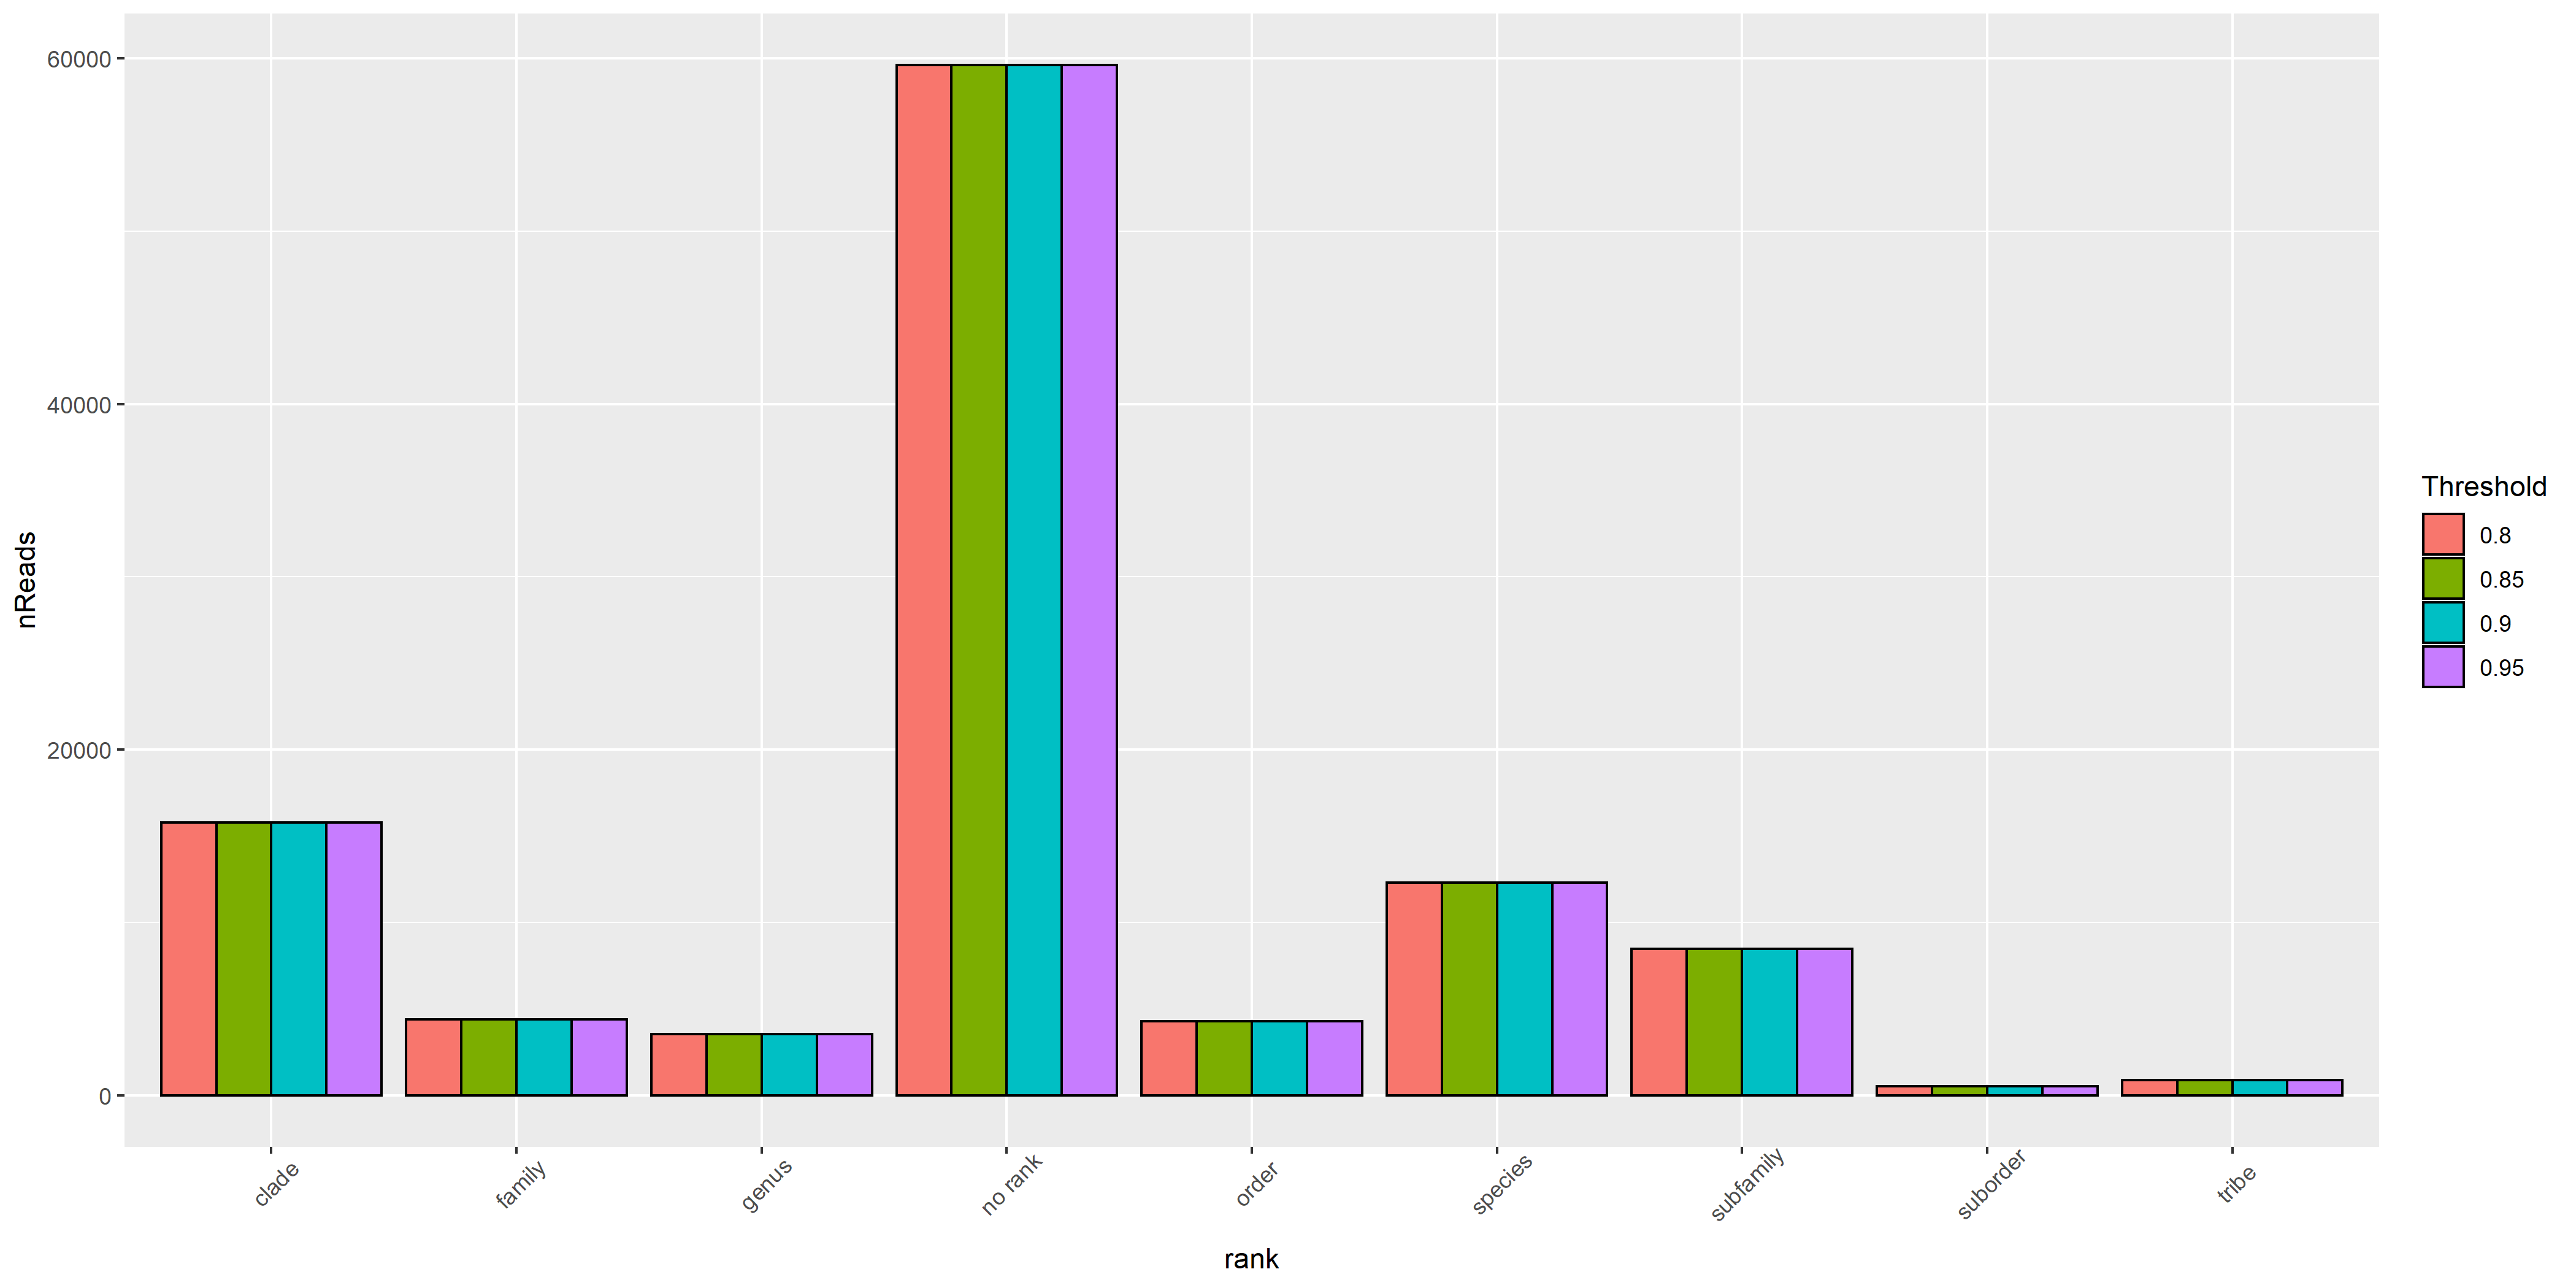 nReads
60000
40000
20000
0
clade
family
genus
no rank
order
species
subfamily
suborder
tribe
rank
Threshold
0.8
0.85
0.9
0.95